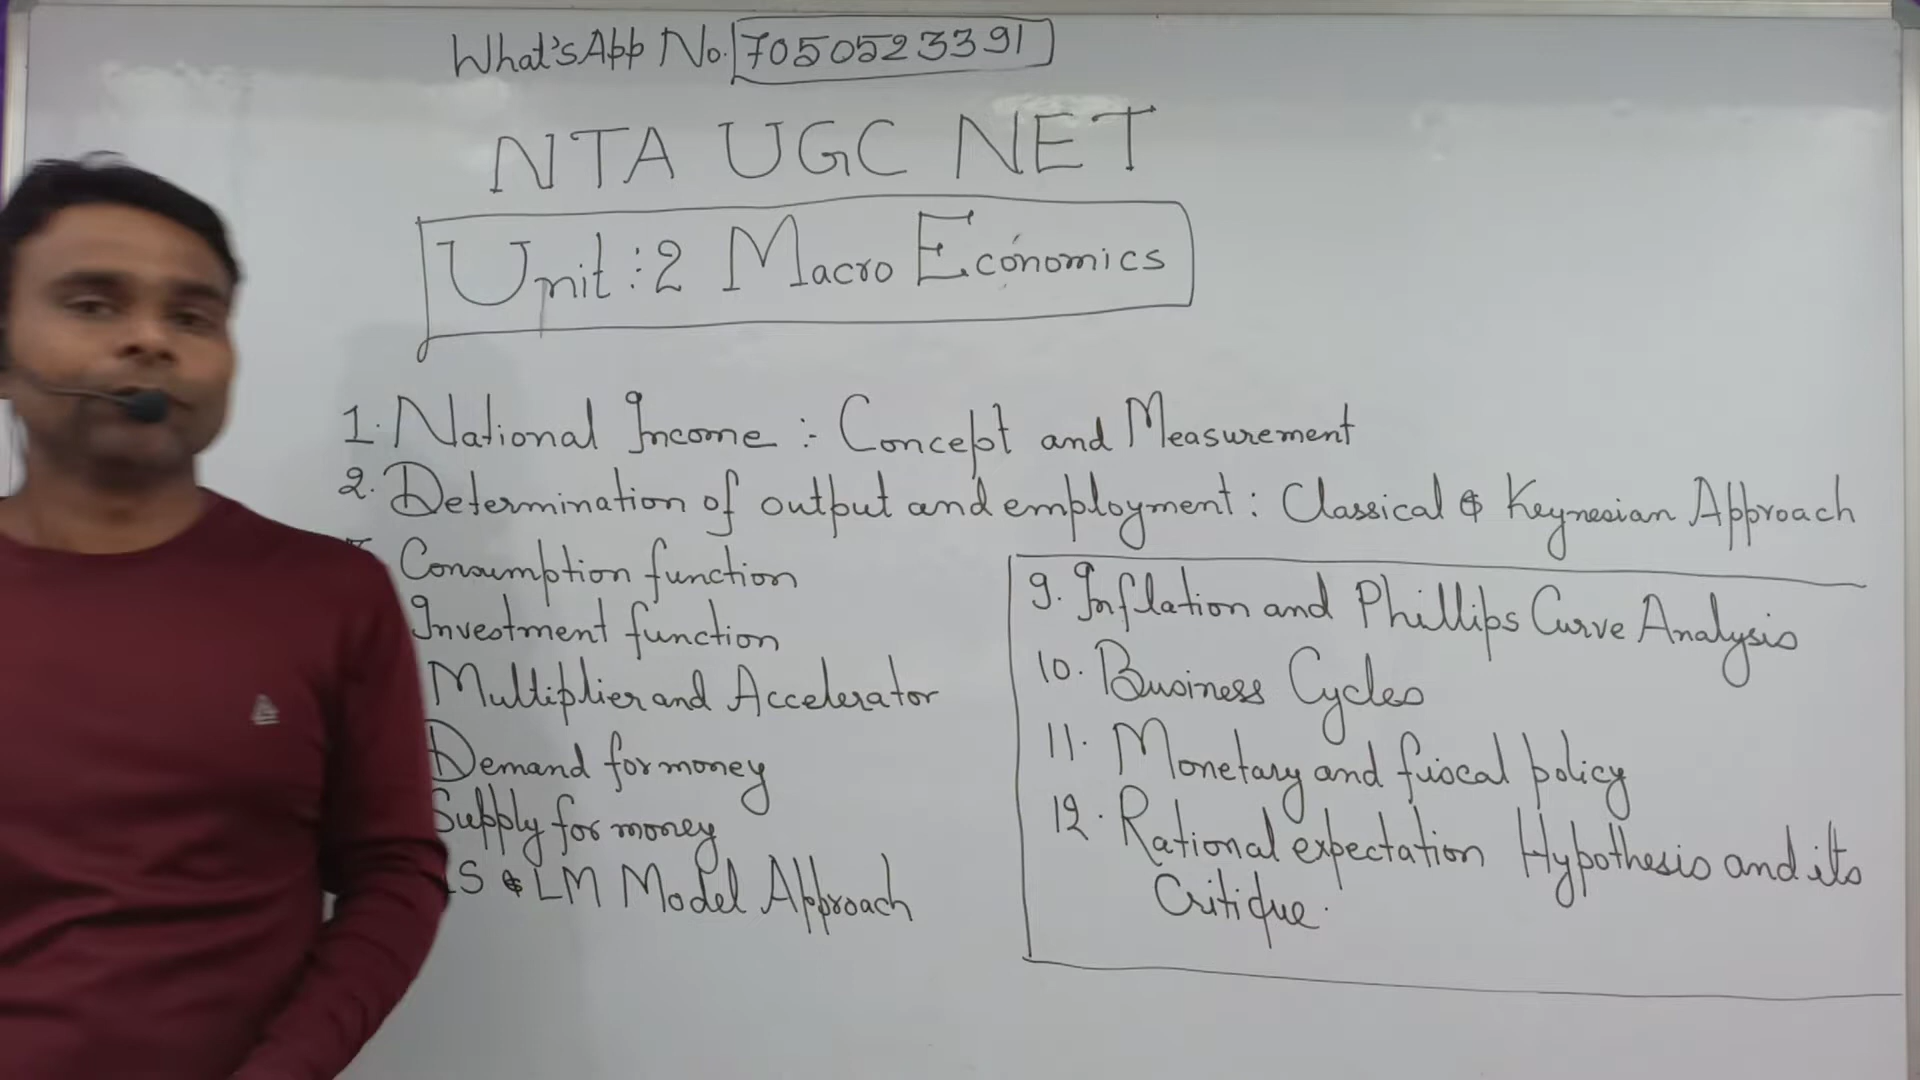 What'sApp No. 7050523391
NTA UGC NET
Unit:2 Macro Economics
1. National Income :- Concept and Measurement
2. Determination of output and employment : Classical & Keynesian Approach
Consumption function
Investment function
Multiplier and Accelerator
Demand for money
Supply for money
IS & LM Model Approach
9. Inflation and Phillips Curve Analysis
10. Business Cycles
11. Monetary and fiscal policy
12. Rational expectation Hypothesis and its
Critique.